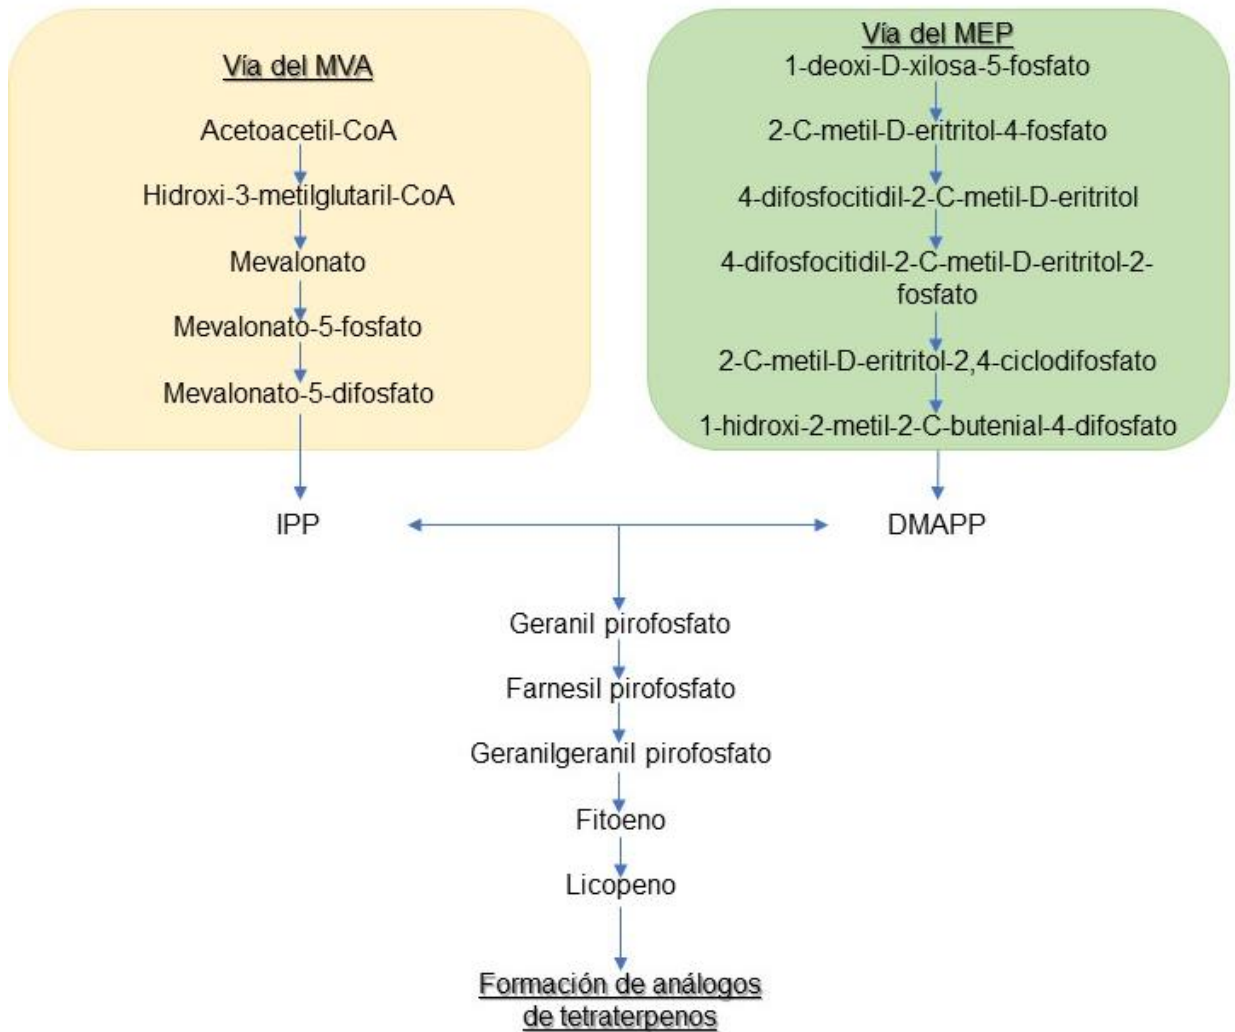 Vía del MVA
Acetoacetil-CoA
Hidroxi-3-metilglutaril-CoA
Mevalonato
Mevalonato-5-fosfato
Mevalonato-5-difosfato
Vía del MEP
1-deoxi-D-xilosa-5-fosfato
2-C-metil-D-eritritol-4-fosfato
4-difosfocitidil-2-C-metil-D-eritritol
4-difosfocitidil-2-C-metil-D-eritritol-2-
fosfato
2-C-metil-D-eritritol-2,4-ciclodifosfato
1-hidroxi-2-metil-2-C-butenial-4-difosfato
IPP
DMAPP
Geranil pirofosfato
Farnesil pirofosfato
Geranilgeranil pirofosfato
Fitoeno
Licopeno
Formación de análogos
de tetraterpenos